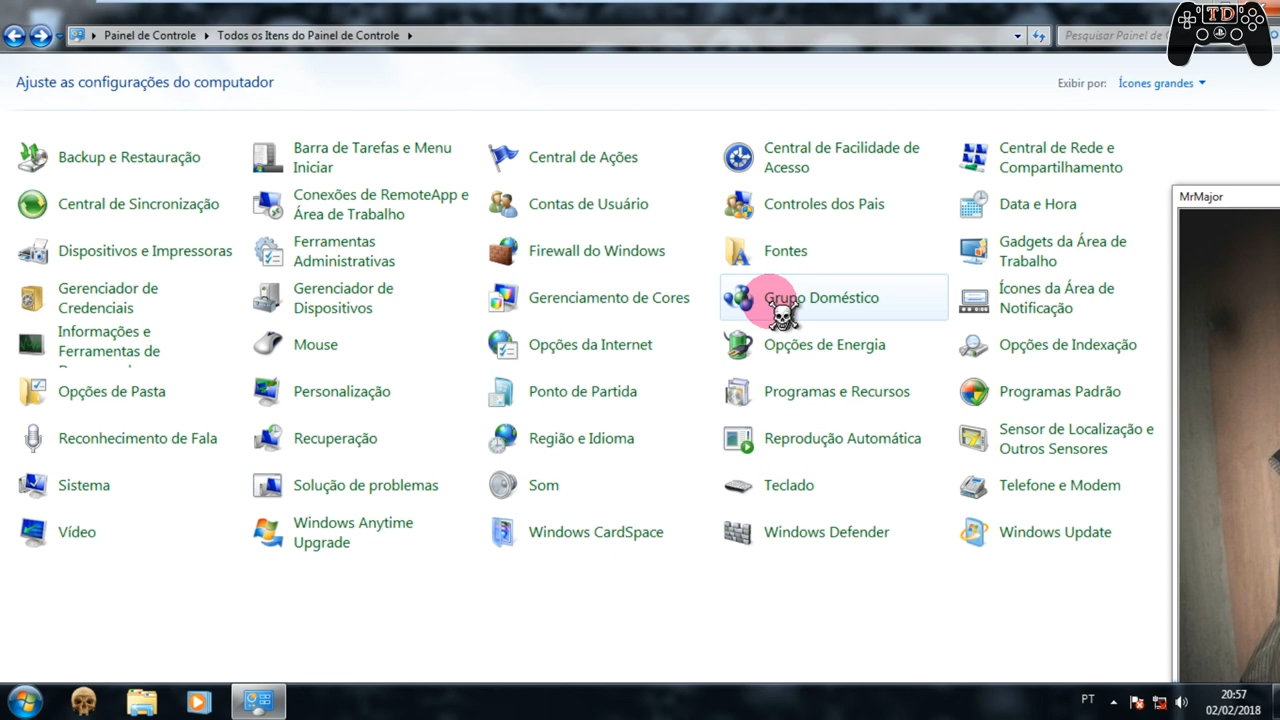 TD
Painel de Controle
Todos os Itens do Painel de Controle
Pesquisar Painel de
Ajuste as configurações do computador
Exibir por:
Ícones grandes
Backup e Restauração
Barra de Tarefas e Menu
Iniciar
Central de Ações
Central de Facilidade de
Acesso
Central de Rede e
Compartilhamento
Central de Sincronização
Conexões de RemoteApp e
Área de Trabalho
Contas de Usuário
Controles dos Pais
Data e Hora
MrMajor
Dispositivos e Impressoras
Ferramentas
Administrativas
Firewall do Windows
Fontes
Gadgets da Área de
Trabalho
Gerenciador de
Credenciais
Gerenciador de
Dispositivos
Gerenciamento de Cores
Grupo Doméstico
Ícones da Área de
Notificação
Informações e
Ferramentas de
Mouse
Opções da Internet
Opções de Energia
Opções de Indexação
Opções de Pasta
Personalização
Ponto de Partida
Programas e Recursos
Programas Padrão
Reconhecimento de Fala
Recuperação
Região e Idioma
Reprodução Automática
Sensor de Localização e
Outros Sensores
Sistema
Solução de problemas
Som
Teclado
Telefone e Modem
Vídeo
Windows Anytime
Upgrade
Windows CardSpace
Windows Defender
Windows Update
PT
20:57
02/02/2018